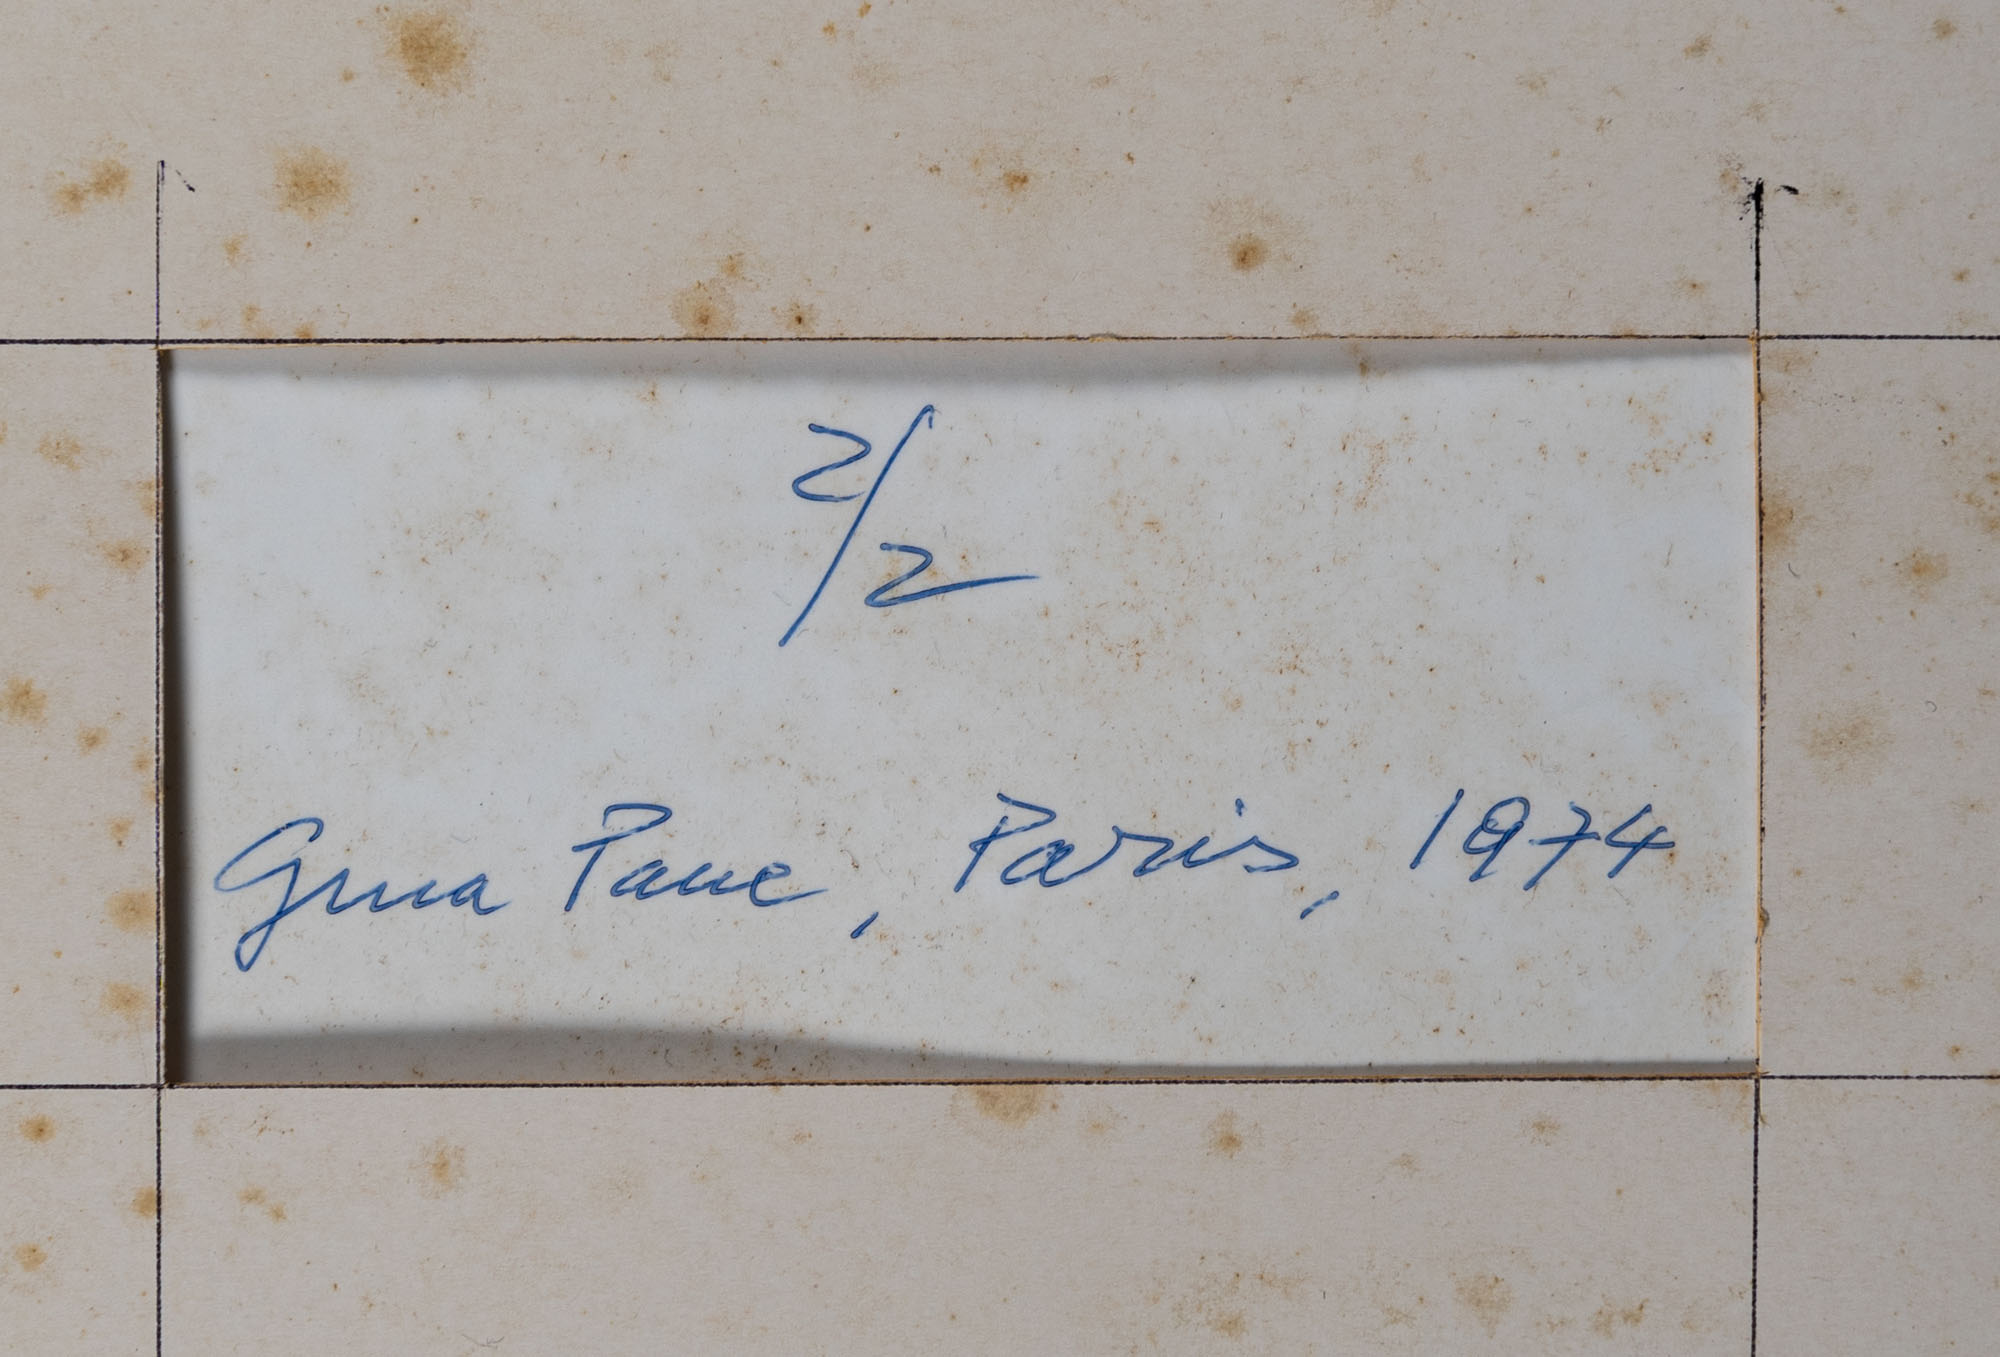 2/2
Gina Pane, Paris, 1974